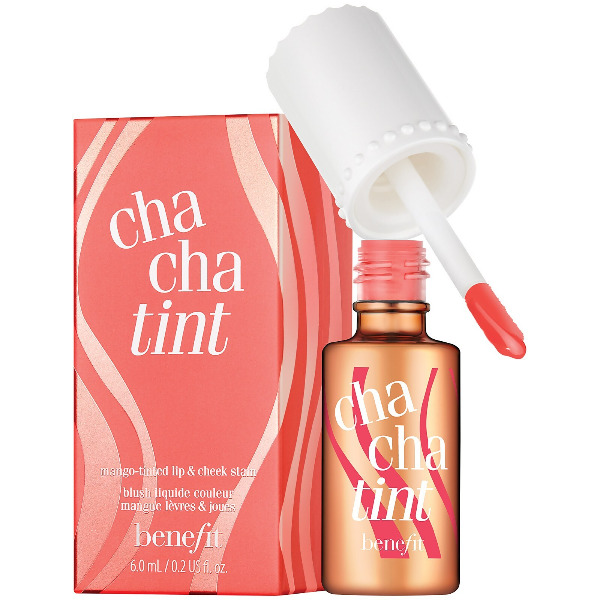 cha
cha
tint
mango-tinted lip & cheek stain
blush liquide couleur
mangue lèvres & joues
benefit
6.0 mL / 0.2 US fl. oz.
cha
cha
tint
benefit